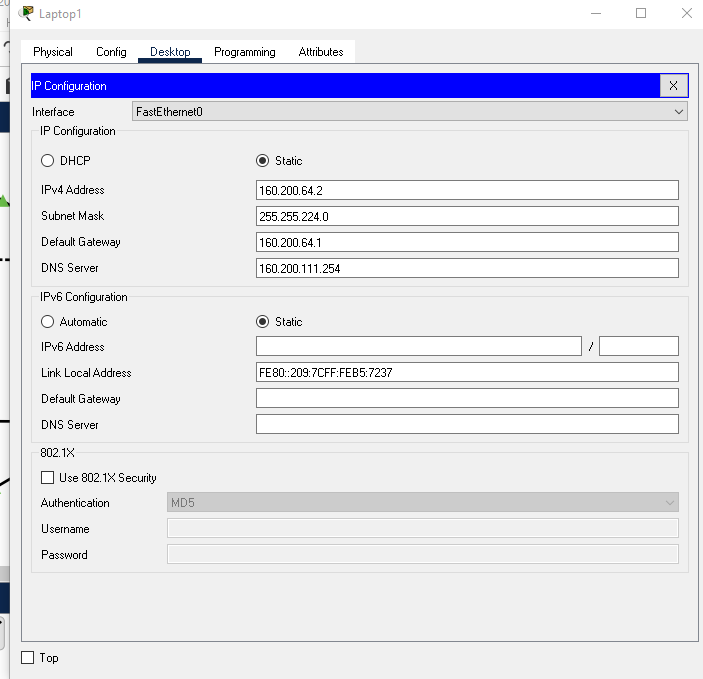 Laptop1
Physical Config Desktop Programming Attributes
IP Configuration X
Interface FastEthernet0
IP Configuration
DHCP Static
IPv4 Address 160.200.64.2
Subnet Mask 255.255.224.0
Default Gateway 160.200.64.1
DNS Server 160.200.111.254
IPv6 Configuration
Automatic Static
IPv6 Address /
Link Local Address FE80::209:7CFF:FEB5:7237
Default Gateway
DNS Server
802.1X
Use 802.1X Security
Authentication MD5
Username
Password
Top